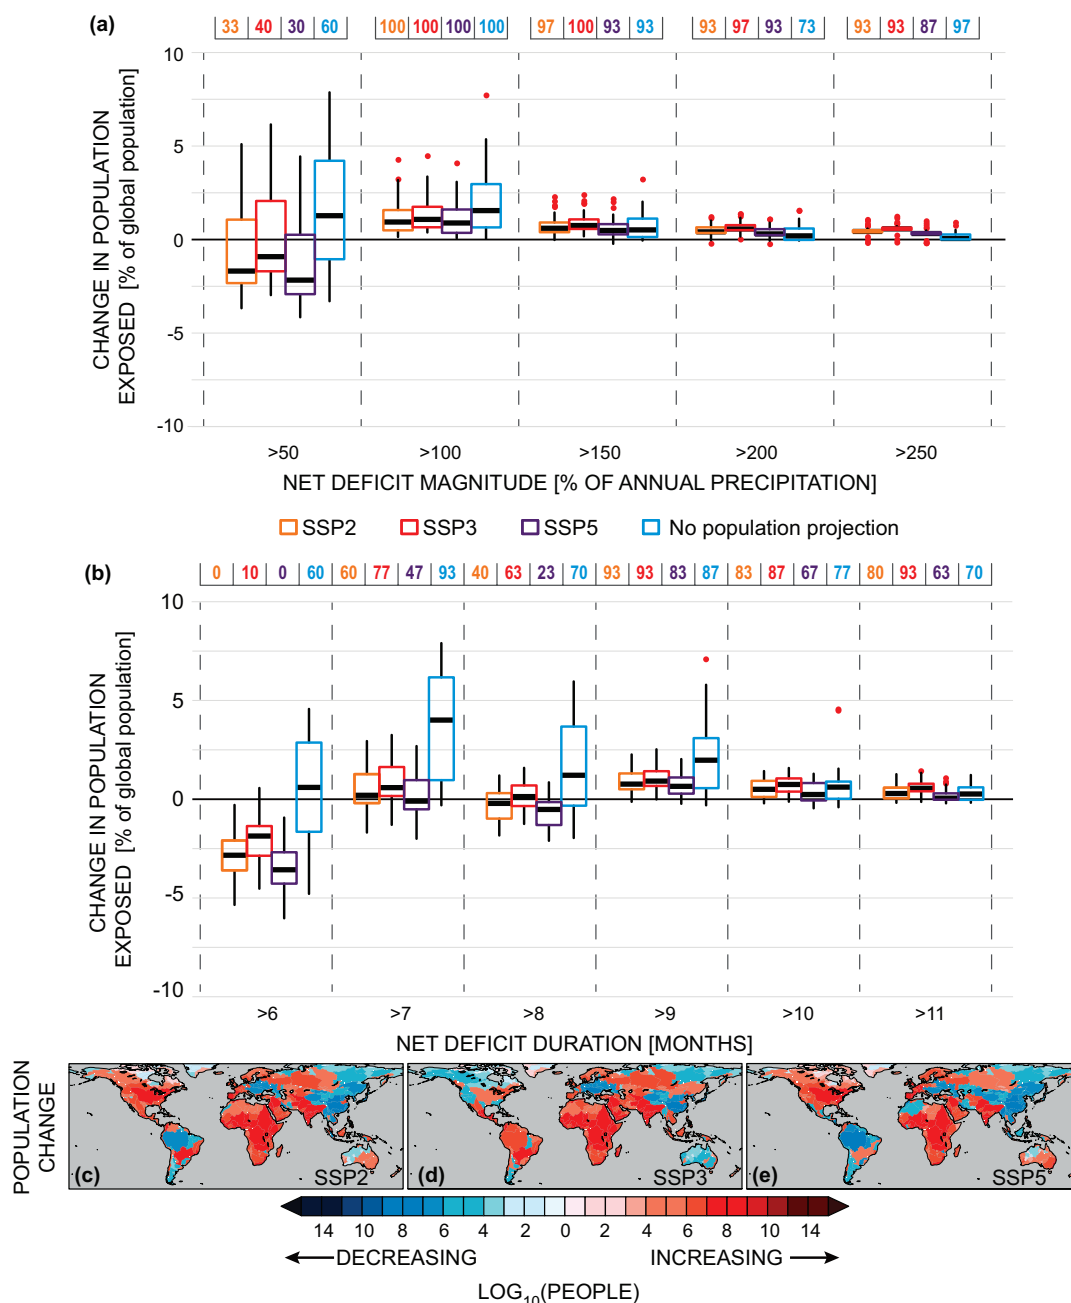 (a)
33 40 30 60 100 100 100 100 97 100 93 93 93 97 93 73 93 93 87 97
CHANGE IN POPULATION
EXPOSED [% of global population]
10
5
0
-5
-10
>50 >100 >150 >200 >250
NET DEFICIT MAGNITUDE [% OF ANNUAL PRECIPITATION]
SSP2 SSP3 SSP5 No population projection
(b)
0 10 0 60 60 77 47 93 40 63 23 70 93 93 83 87 83 87 67 77 80 93 63 70
CHANGE IN POPULATION
EXPOSED [% of global population]
10
5
0
-5
-10
>6 >7 >8 >9 >10 >11
NET DEFICIT DURATION [MONTHS]
POPULATION
CHANGE
(c) SSP2 (d) SSP3 (e) SSP5
14 10 8 6 4 2 0 2 4 6 8 10 14
DECREASING INCREASING
LOG10(PEOPLE)